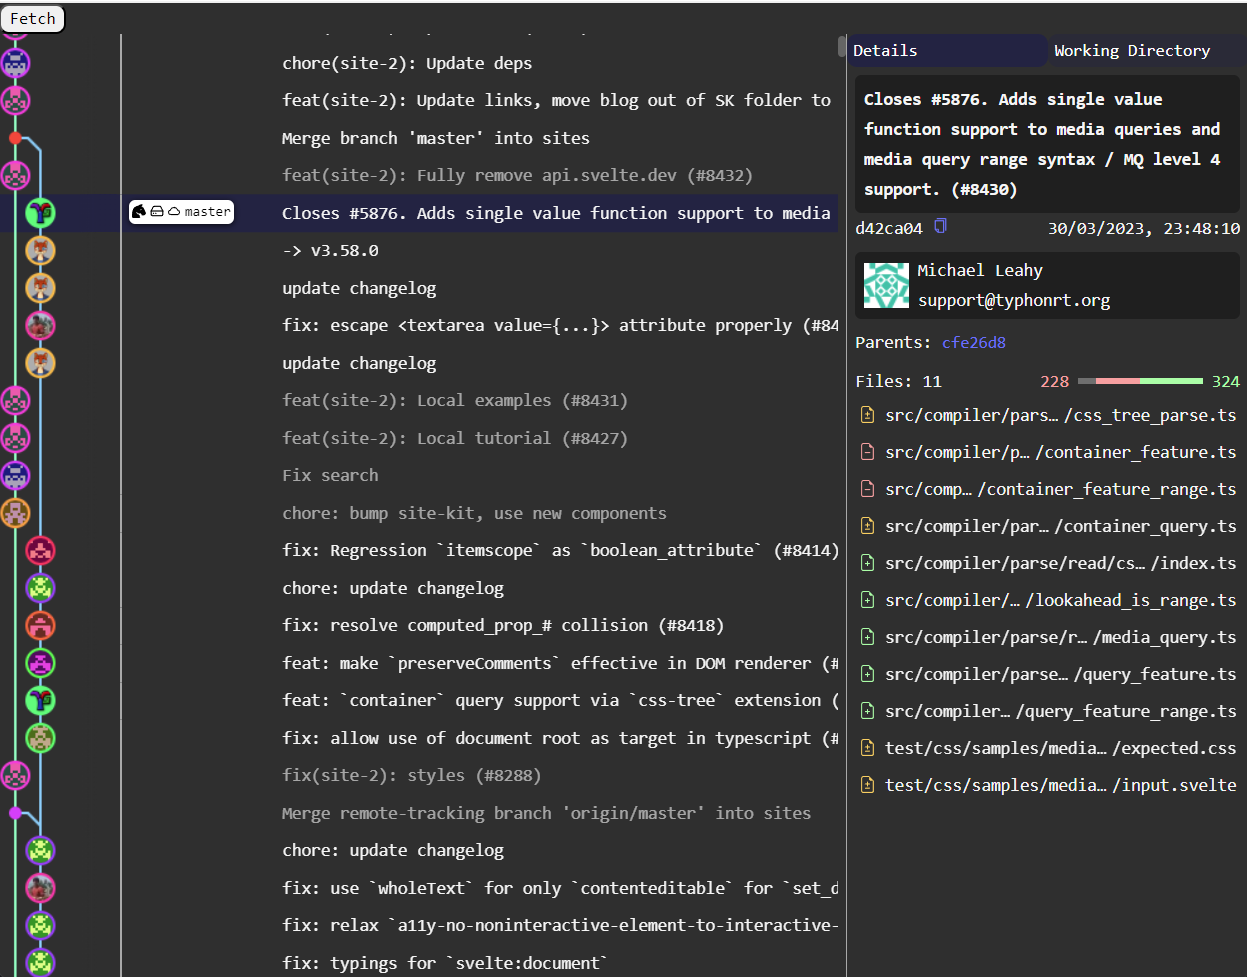 Fetch
chore(site-2): Update deps
feat(site-2): Update links, move blog out of SK folder to
Merge branch 'master' into sites
feat(site-2): Fully remove api.svelte.dev (#8432)
master
Closes #5876. Adds single value function support to media
-> v3.58.0
update changelog
fix: escape <textarea value={...}> attribute properly (#84
update changelog
feat(site-2): Local examples (#8431)
feat(site-2): Local tutorial (#8427)
Fix search
chore: bump site-kit, use new components
fix: Regression `itemscope` as `boolean_attribute` (#8414)
chore: update changelog
fix: resolve computed_prop_# collision (#8418)
feat: make `preserveComments` effective in DOM renderer (#
feat: `container` query support via `css-tree` extension (
fix: allow use of document root as target in typescript (#
fix(site-2): styles (#8288)
Merge remote-tracking branch 'origin/master' into sites
chore: update changelog
fix: use `wholeText` for only `contenteditable` for `set_d
fix: relax `a11y-no-noninteractive-element-to-interactive-
fix: typings for `svelte:document`
Details
Working Directory
Closes #5876. Adds single value
function support to media queries and
media query range syntax / MQ level 4
support. (#8430)
d42ca04
30/03/2023, 23:48:10
Michael Leahy
support@typhonrt.org
Parents: cfe26d8
Files: 11
228
324
src/compiler/pars… /css_tree_parse.ts
src/compiler/p… /container_feature.ts
src/comp… /container_feature_range.ts
src/compiler/par… /container_query.ts
src/compiler/parse/read/cs… /index.ts
src/compiler/… /lookahead_is_range.ts
src/compiler/parse/r… /media_query.ts
src/compiler/parse… /query_feature.ts
src/compiler… /query_feature_range.ts
test/css/samples/media… /expected.css
test/css/samples/media… /input.svelte